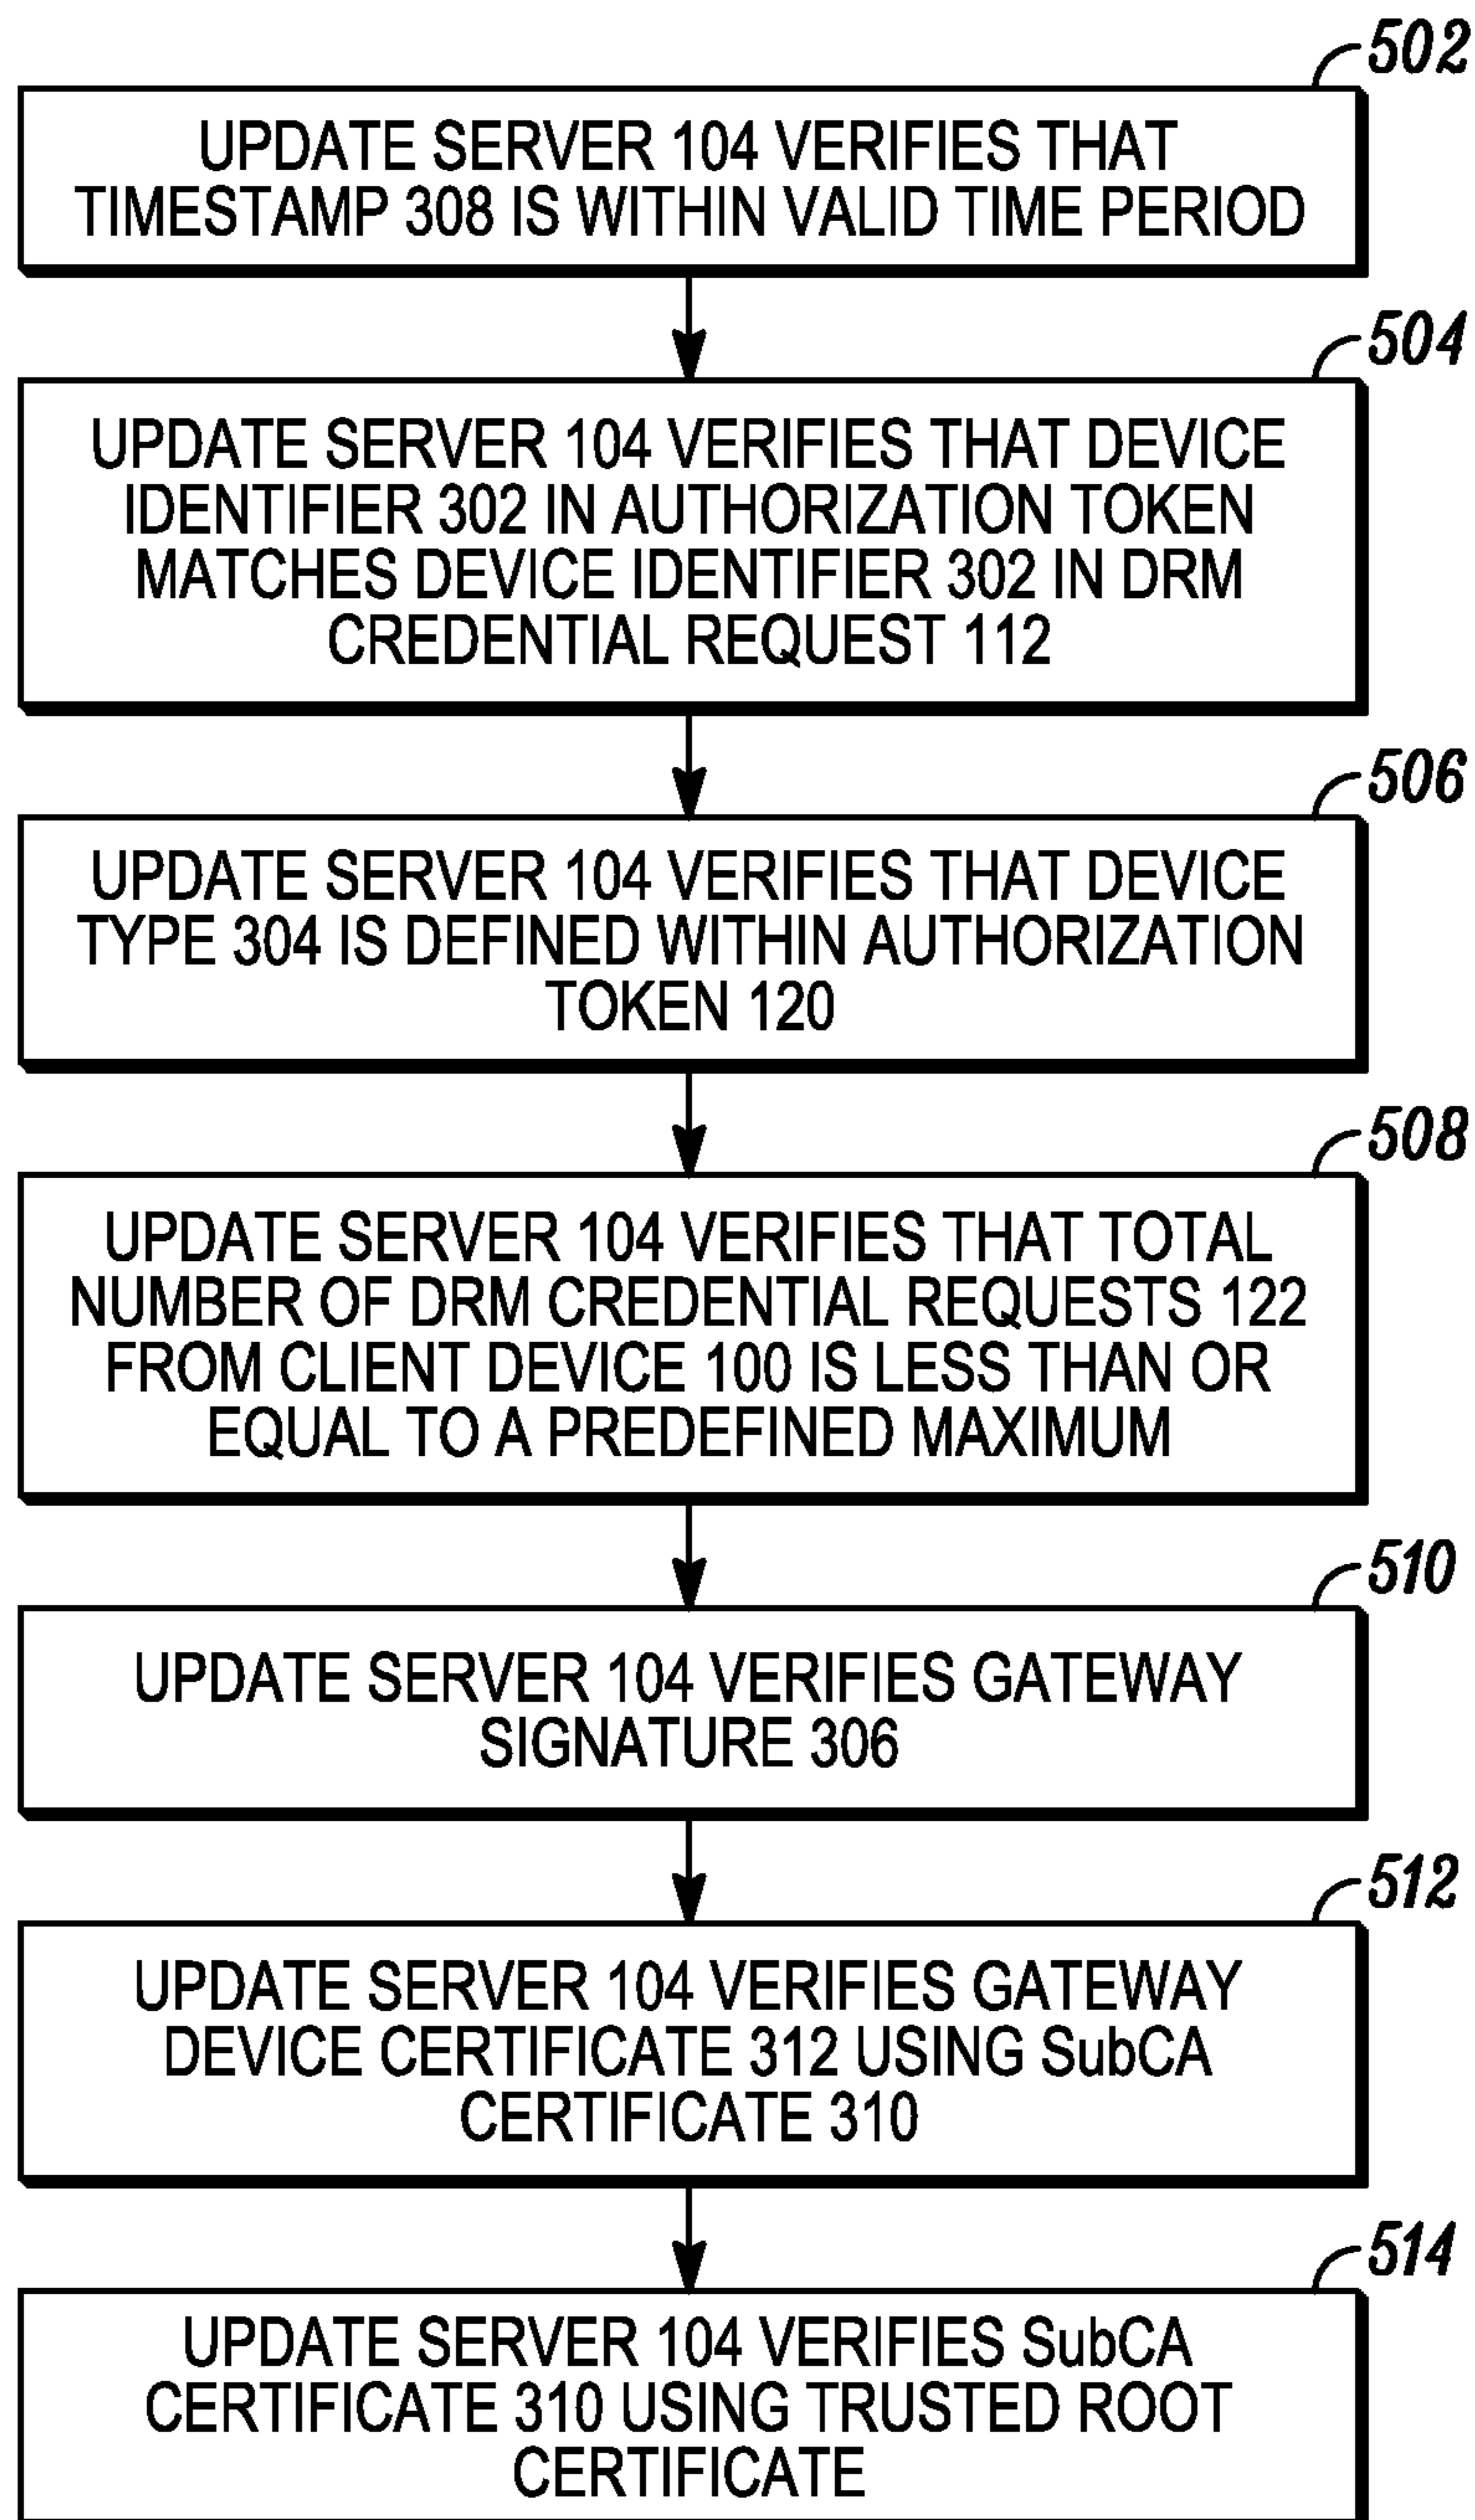 502
UPDATE SERVER 104 VERIFIES THAT
TIMESTAMP 308 IS WITHIN VALID TIME PERIOD
504
UPDATE SERVER 104 VERIFIES THAT DEVICE
IDENTIFIER 302 IN AUTHORIZATION TOKEN
MATCHES DEVICE IDENTIFIER 302 IN DRM
CREDENTIAL REQUEST 112
506
UPDATE SERVER 104 VERIFIES THAT DEVICE
TYPE 304 IS DEFINED WITHIN AUTHORIZATION
TOKEN 120
508
UPDATE SERVER 104 VERIFIES THAT TOTAL
NUMBER OF DRM CREDENTIAL REQUESTS 122
FROM CLIENT DEVICE 100 IS LESS THAN OR
EQUAL TO A PREDEFINED MAXIMUM
510
UPDATE SERVER 104 VERIFIES GATEWAY
SIGNATURE 306
512
UPDATE SERVER 104 VERIFIES GATEWAY
DEVICE CERTIFICATE 312 USING SubCA
CERTIFICATE 310
514
UPDATE SERVER 104 VERIFIES SubCA
CERTIFICATE 310 USING TRUSTED ROOT
CERTIFICATE